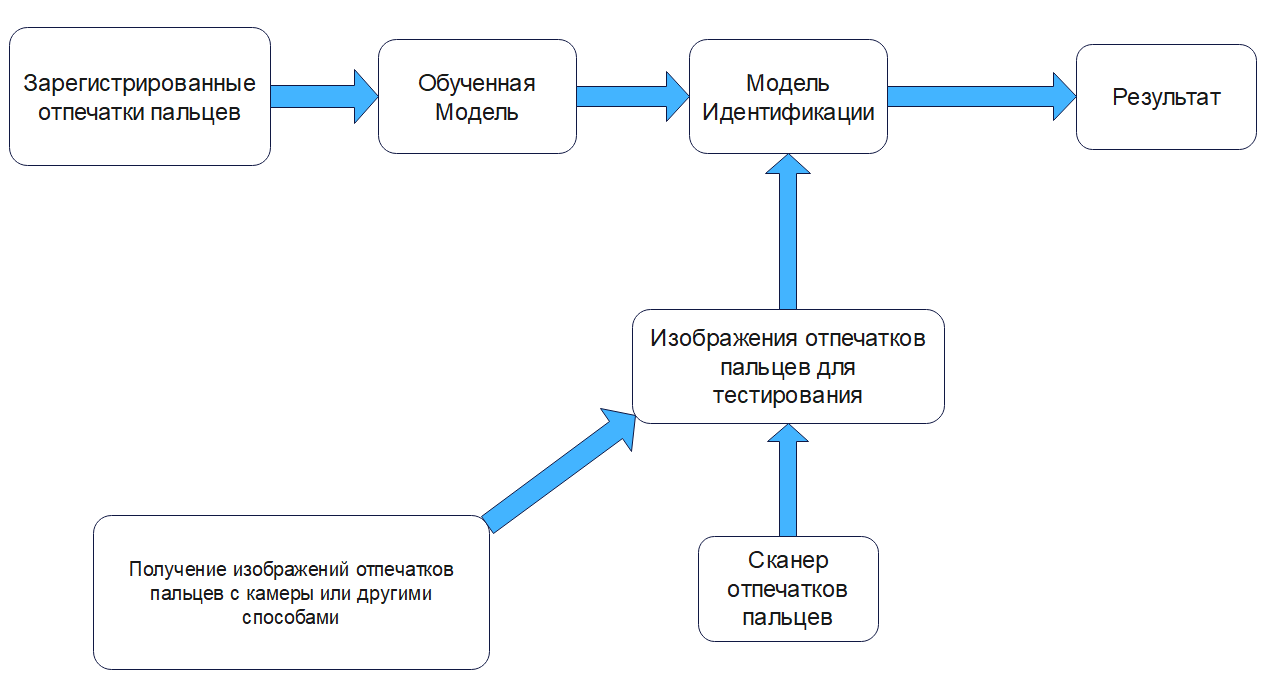 Зарегистрированные
отпечатки пальцев
Обученная
Модель
Модель
Идентификации
Результат
Изображения отпечатков
пальцев для
тестирования
Получение изображений отпечатков
пальцев с камеры или другими
способами
Сканер
отпечатков
пальцев